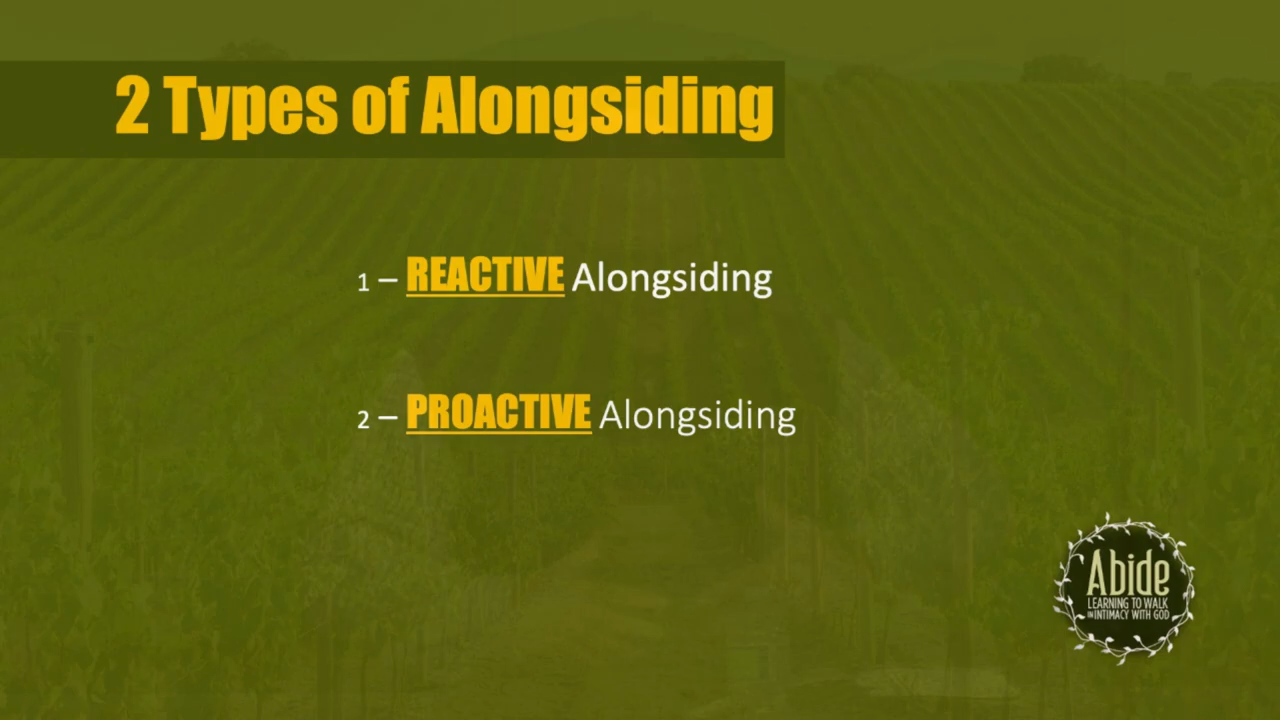 2 Types of Alongsiding
1 – REACTIVE Alongsiding
2 – PROACTIVE Alongsiding
Abide
LEARNING TO WALK
IN INTIMACY WITH GOD